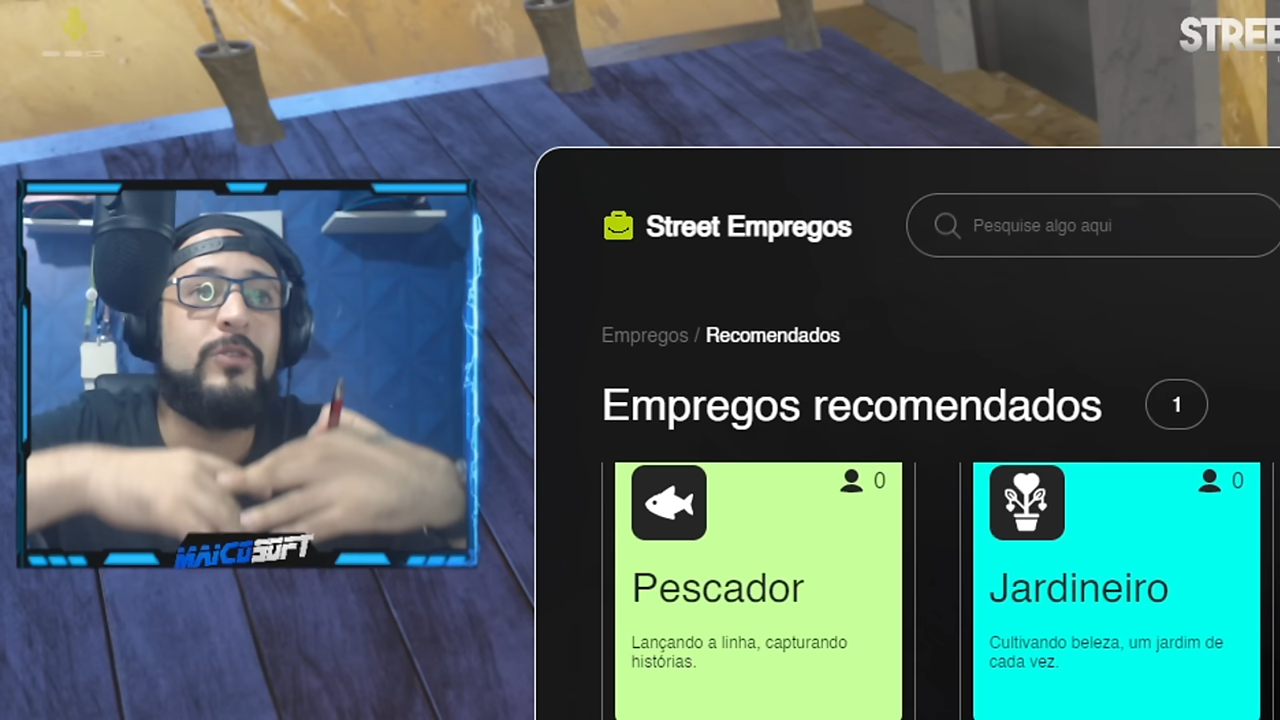 STREE
Street Empregos
Pesquise algo aqui
Empregos / Recomendados
Empregos recomendados
1
0
0
Pescador
Jardineiro
Lançando a linha, capturando
histórias.
Cultivando beleza, um jardim de
cada vez.
MAICOSOFT